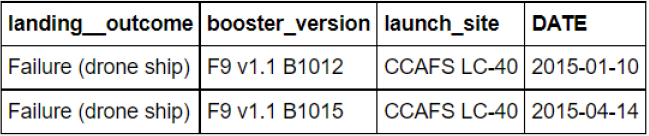 landing__outcome booster_version launch_site DATE
Failure (drone ship) F9 v1.1 B1012 CCAFS LC-40 2015-01-10
Failure (drone ship) F9 v1.1 B1015 CCAFS LC-40 2015-04-14